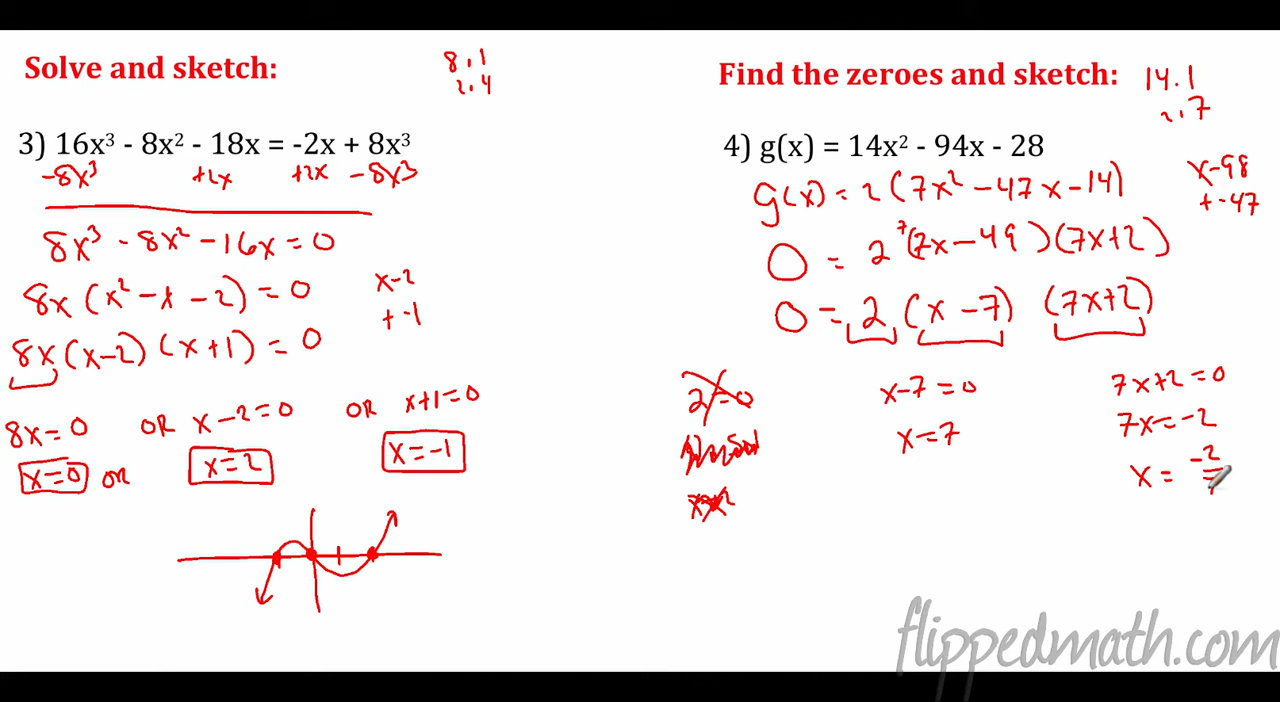 Solve and sketch:
8 . 1
2 . 4
3) 16x³ - 8x² - 18x = -2x + 8x³
-8x³ +2x +2x -8x³
8x³ - 8x² - 16x = 0
8x (x² - x - 2) = 0
x -2
+ -1
8x (x-2) (x+1) = 0
8x = 0 OR x - 2 = 0 OR x+1 = 0
x = 0 OR x = 2 x = -1
Find the zeroes and sketch:
14 . 1
2 . 7
4) g(x) = 14x² - 94x - 28
g(x) = 2 (7x² - 47x - 14)
x -98
+ -47
0 = 2 7 (7x - 49) (7x+2)
0 = 2 (x - 7) (7x+2)
2 = 0 x-7 = 0 7x+2 = 0
x = 7 7x = -2
x = -2/7
flippedmath.com